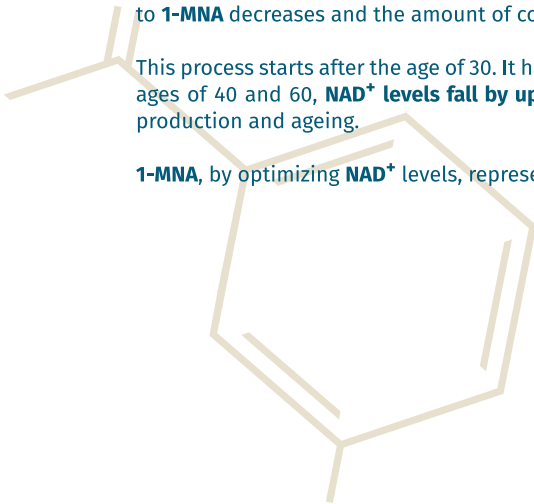 to 1-MNA decreases and the amount of co
This process starts after the age of 30. It h
ages of 40 and 60, NAD⁺ levels fall by up
production and ageing.
1-MNA, by optimizing NAD⁺ levels, represe